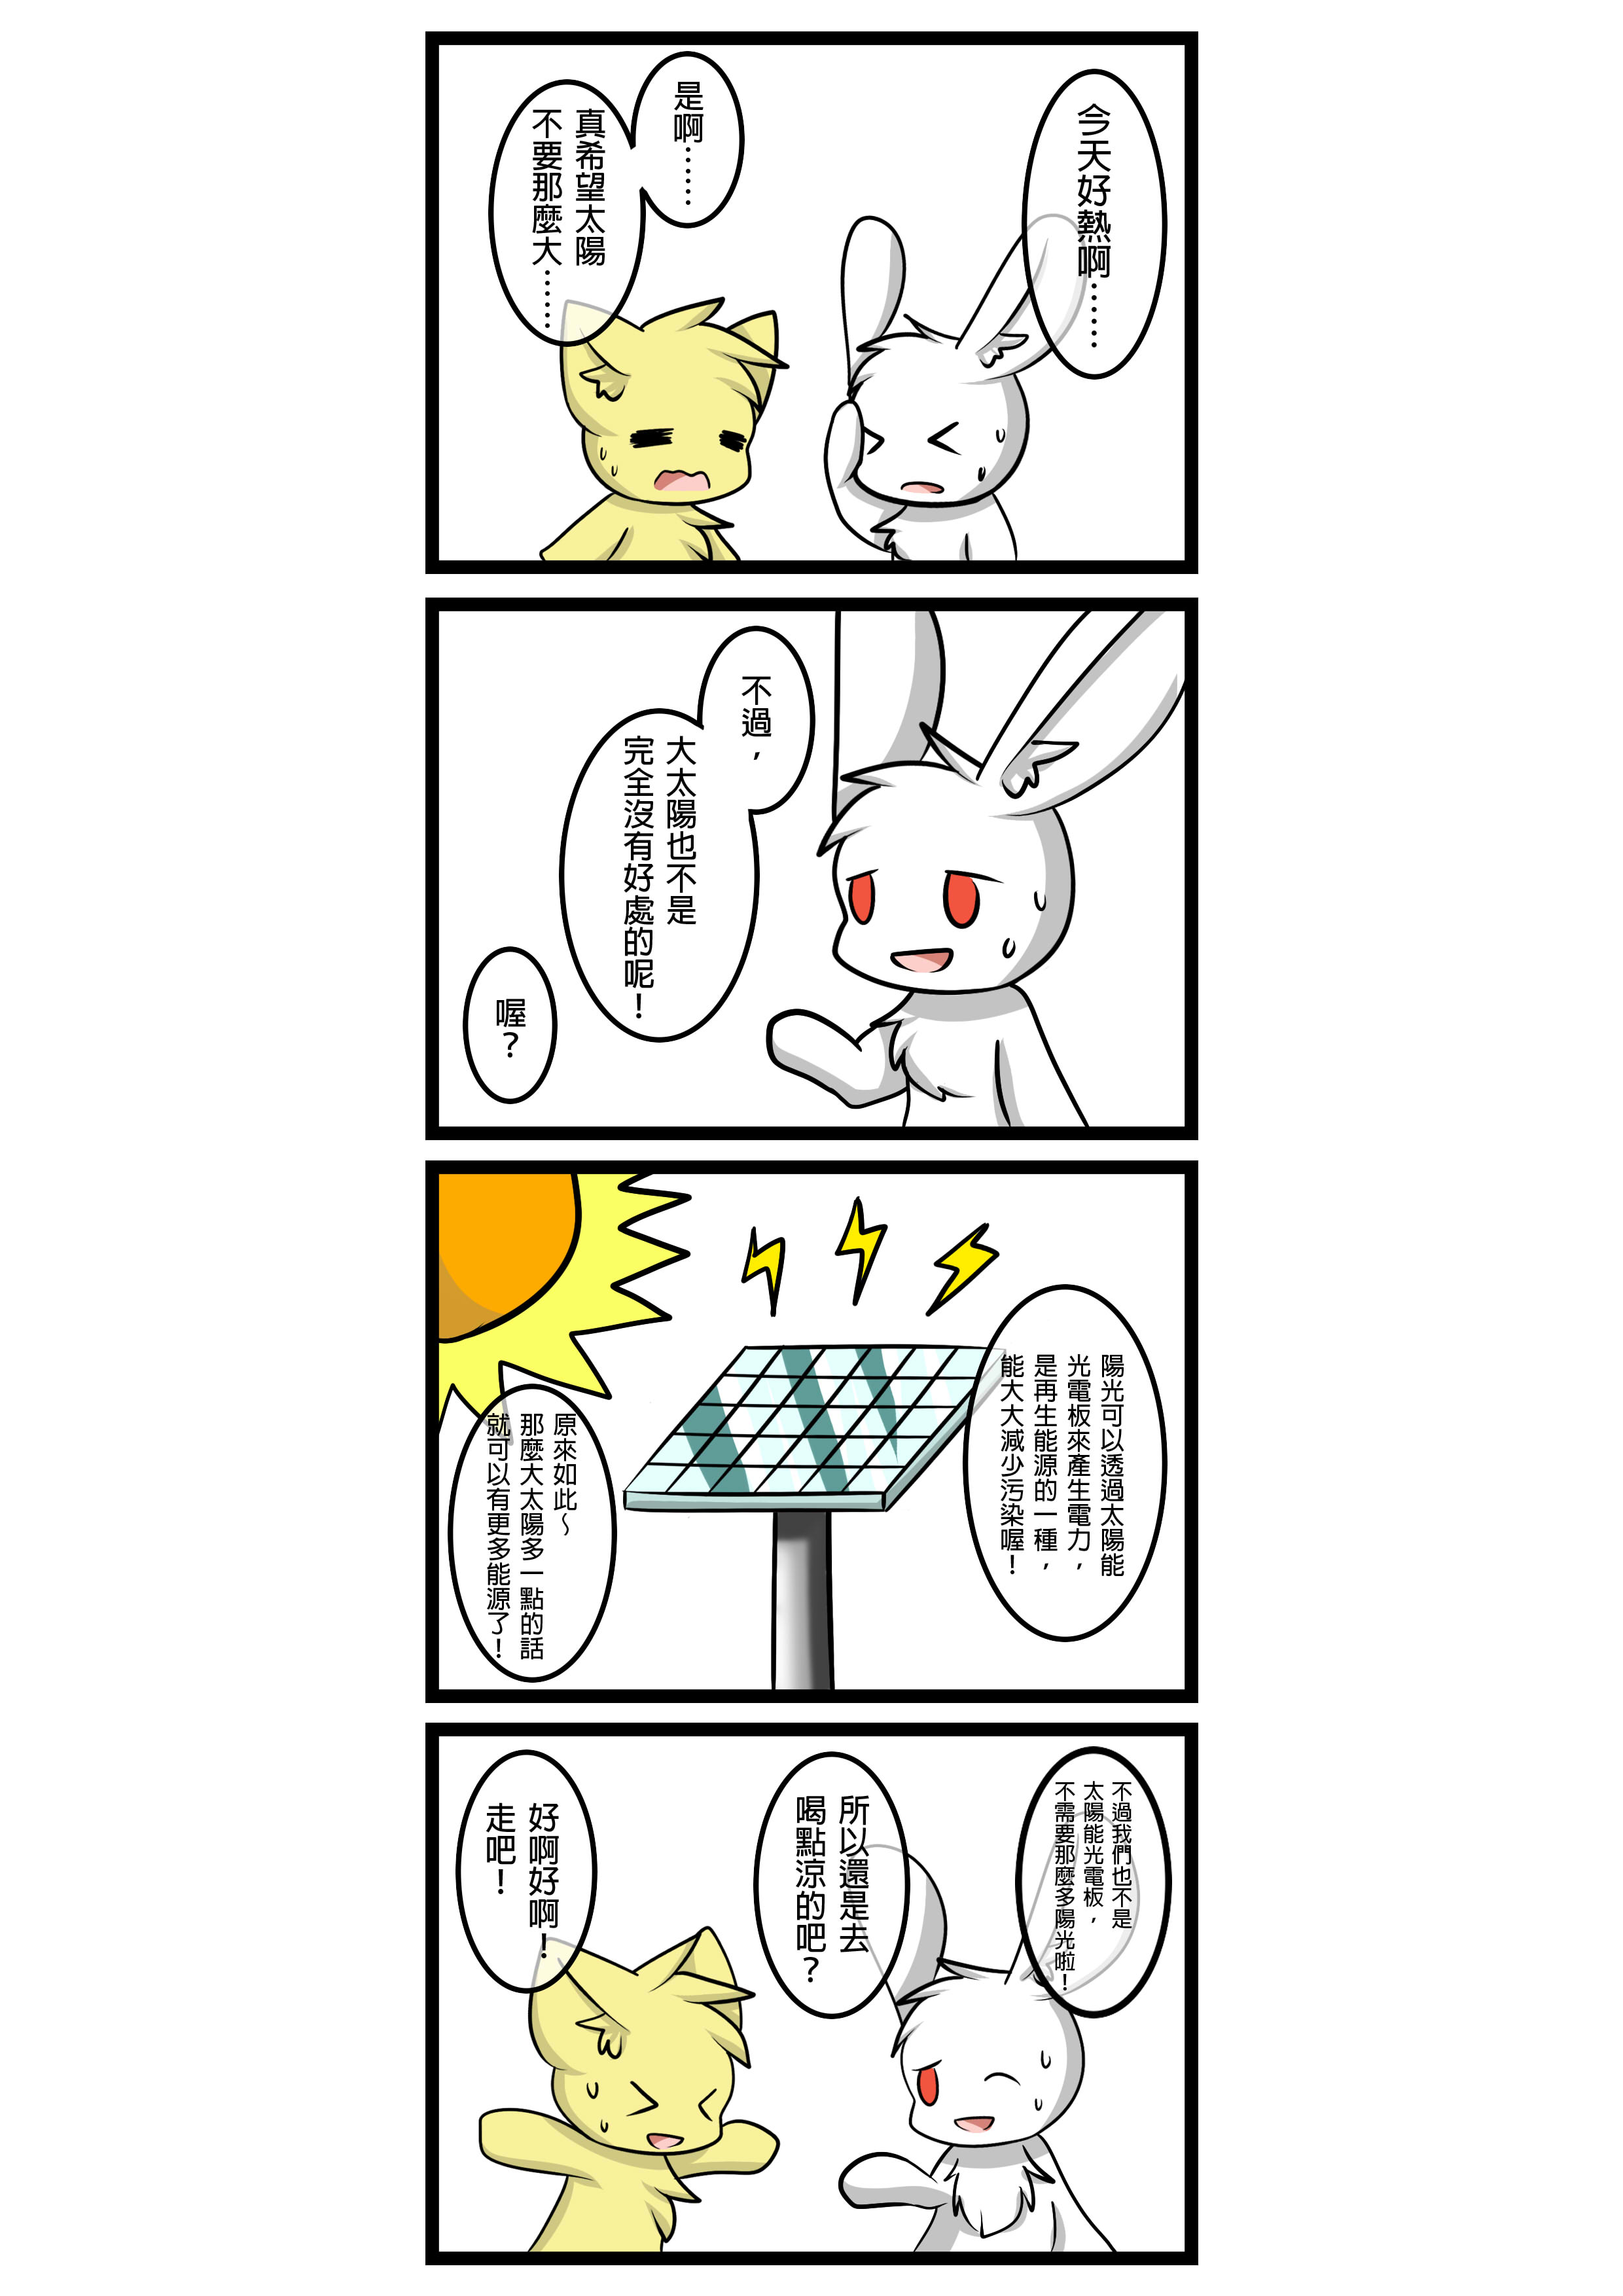 今天好熱啊……
是啊……
真希望太陽
不要那麼大……
不過，
大太陽也不是
完全沒有好處的呢！
喔？
陽光可以透過太陽能
光電板來產生電力，
是再生能源的一種，
能大大減少污染喔！
原來如此～
那麼大太陽多一點的話
就可以有更多能源了！
不過我們也不是
太陽能光電板，
不需要那麼多陽光啦！
所以還是去
喝點涼的吧？
好啊好啊！
走吧！